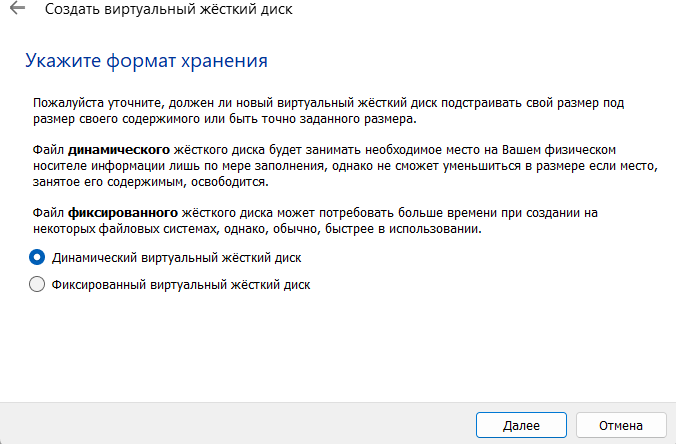 Создать виртуальный жёсткий диск
Укажите формат хранения
Пожалуйста уточните, должен ли новый виртуальный жёсткий диск подстраивать свой размер под
размер своего содержимого или быть точно заданного размера.
Файл динамического жёсткого диска будет занимать необходимое место на Вашем физическом
носителе информации лишь по мере заполнения, однако не сможет уменьшиться в размере если место,
занятое его содержимым, освободится.
Файл фиксированного жёсткого диска может потребовать больше времени при создании на
некоторых файловых системах, однако, обычно, быстрее в использовании.
Динамический виртуальный жёсткий диск
Фиксированный виртуальный жёсткий диск
Далее
Отмена